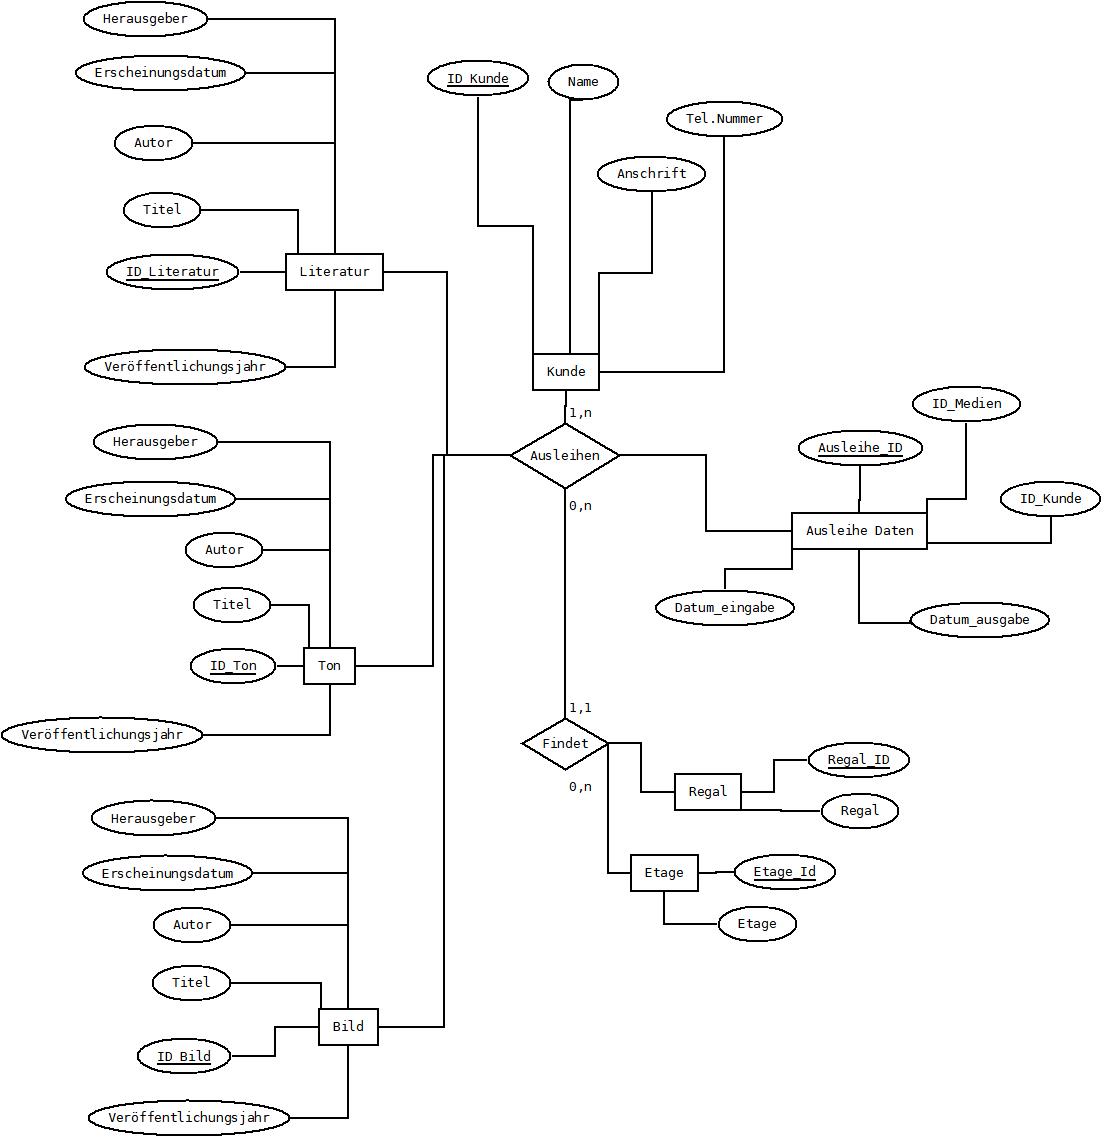 Herausgeber
Erscheinungsdatum
Autor
Titel
ID_Literatur
Literatur
Veröffentlichungsjahr
ID_Kunde
Name
Tel.Nummer
Anschrift
Kunde
1,n
Ausleihen
0,n
ID_Medien
Ausleihe_ID
ID_Kunde
Ausleihe Daten
Datum_eingabe
Datum_ausgabe
Herausgeber
Erscheinungsdatum
Autor
Titel
ID_Ton
Ton
Veröffentlichungsjahr
1,1
Findet
0,n
Regal
Regal_ID
Regal
Etage
Etage_Id
Etage
Herausgeber
Erscheinungsdatum
Autor
Titel
Bild
ID_Bild
Veröffentlichungsjahr